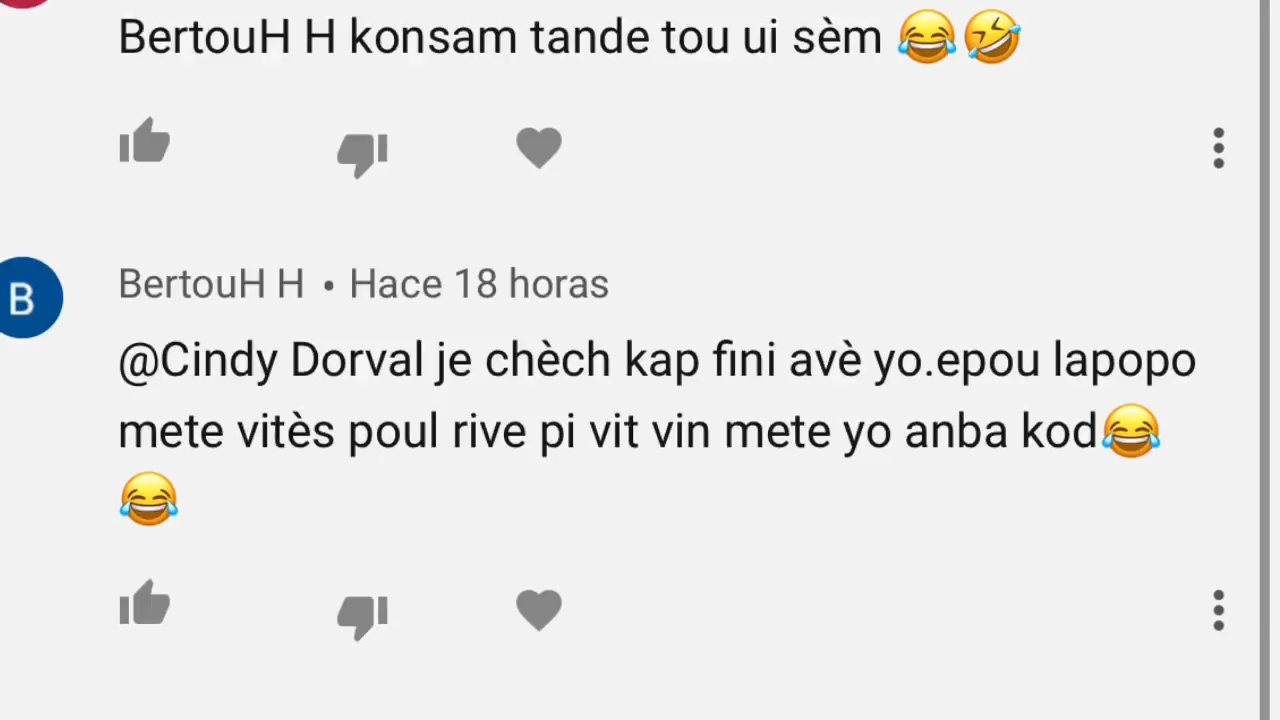 BertouH H konsam tande tou ui sèm 😂🤣
B
BertouH H • Hace 18 horas
@Cindy Dorval je chèch kap fini avè yo.epou lapopo
mete vitès poul rive pi vit vin mete yo anba kod😂
😂